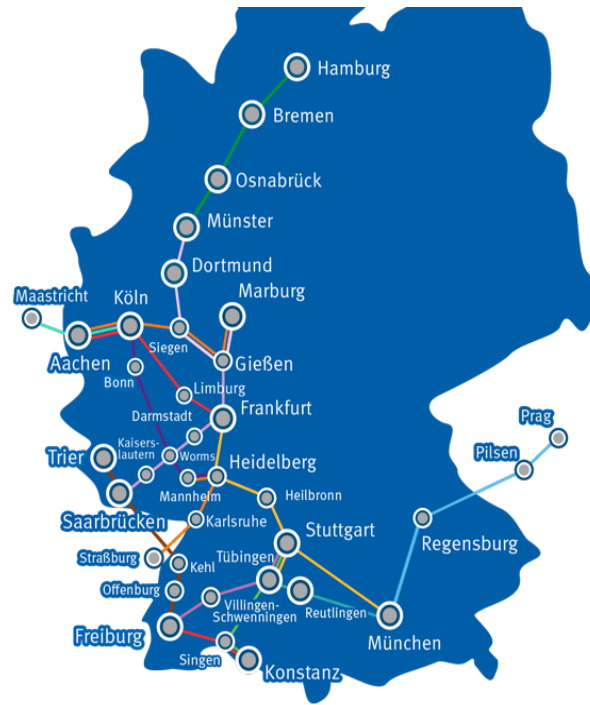 Hamburg
Bremen
Osnabrück
Münster
Dortmund
Maastricht
Köln
Marburg
Siegen
Aachen
Gießen
Bonn
Limburg
Darmstadt
Frankfurt
Prag
Kaisers-
lautern
Worms
Trier
Heidelberg
Pilsen
Mannheim
Heilbronn
Saarbrücken
Karlsruhe
Stuttgart
Regensburg
Straßburg
Kehl
Tübingen
Offenburg
Villingen-
Schwenningen
Reutlingen
Freiburg
München
Singen
Konstanz